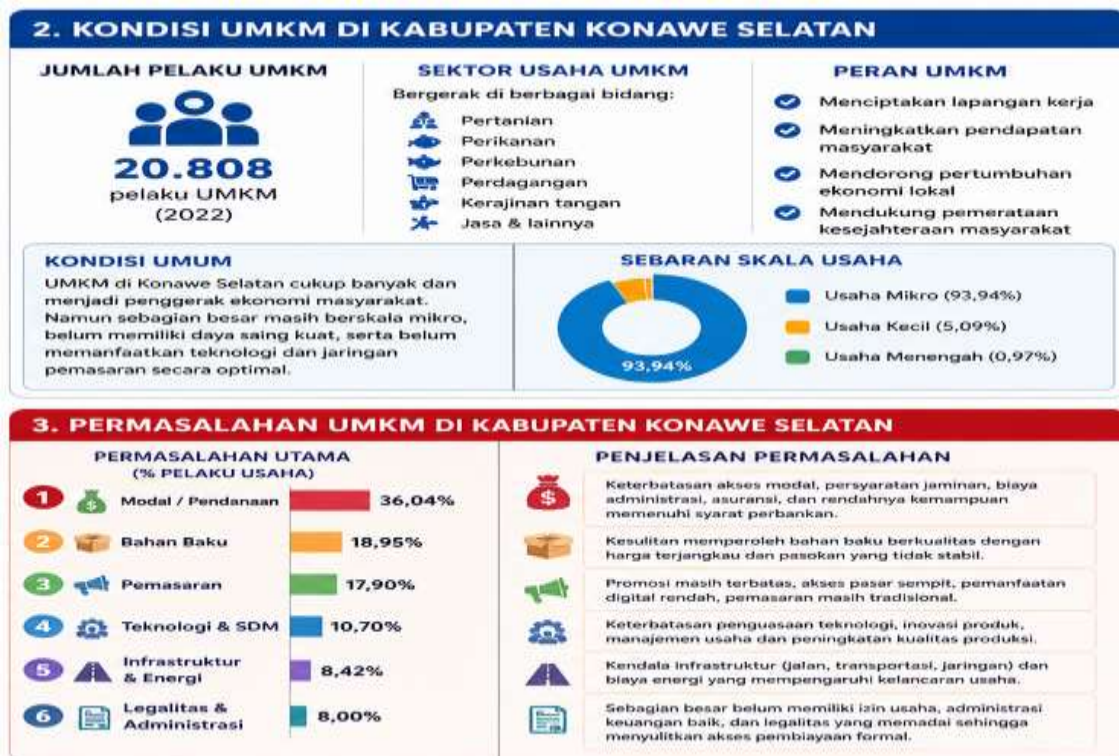 2. KONDISI UMKM DI KABUPATEN KONAWE SELATAN
JUMLAH PELAKU UMKM
20.808
pelaku UMKM
(2022)
SEKTOR USAHA UMKM
Bergerak di berbagai bidang:
Pertanian
Perikanan
Perkebunan
Perdagangan
Kerajinan tangan
Jasa & lainnya
PERAN UMKM
Menciptakan lapangan kerja
Meningkatkan pendapatan
masyarakat
Mendorong pertumbuhan
ekonomi lokal
Mendukung pemerataan
kesejahteraan masyarakat
KONDISI UMUM
UMKM di Konawe Selatan cukup banyak dan
menjadi penggerak ekonomi masyarakat.
Namun sebagian besar masih berskala mikro,
belum memiliki daya saing kuat, serta belum
memanfaatkan teknologi dan jaringan
pemasaran secara optimal.
SEBARAN SKALA USAHA
93,94%
Usaha Mikro (93,94%)
Usaha Kecil (5,09%)
Usaha Menengah (0,97%)
3. PERMASALAHAN UMKM DI KABUPATEN KONAWE SELATAN
PERMASALAHAN UTAMA
(% PELAKU USAHA)
1 Modal / Pendanaan 36,04%
2 Bahan Baku 18,95%
3 Pemasaran 17,90%
4 Teknologi & SDM 10,70%
5 Infrastruktur
& Energi 8,42%
6 Legalitas &
Administrasi 8,00%
PENJELASAN PERMASALAHAN
Keterbatasan akses modal, persyaratan jaminan, biaya
administrasi, asuransi, dan rendahnya kemampuan
memenuhi syarat perbankan.
Kesulitan memperoleh bahan baku berkualitas dengan
harga terjangkau dan pasokan yang tidak stabil.
Promosi masih terbatas, akses pasar sempit, pemanfaatan
digital rendah, pemasaran masih tradisional.
Keterbatasan penguasaan teknologi, inovasi produk,
manajemen usaha dan peningkatan kualitas produksi.
Kendala infrastruktur (jalan, transportasi, jaringan) dan
biaya energi yang mempengaruhi kelancaran usaha.
Sebagian besar belum memiliki izin usaha, administrasi
keuangan baik, dan legalitas yang memadai sehingga
menyulitkan akses pembiayaan formal.